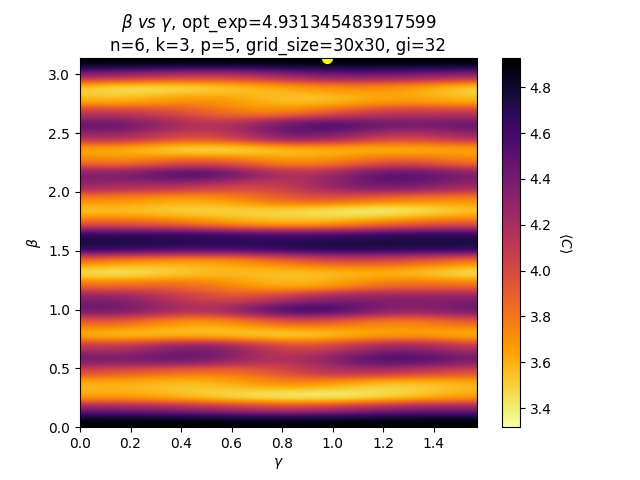 β vs γ, opt_exp=4.931345483917599
n=6, k=3, p=5, grid_size=30x30, gi=32
3.0
2.5
2.0
1.5
1.0
0.5
0.0
β
0.0 0.2 0.4 0.6 0.8 1.0 1.2 1.4
γ
4.8
4.6
4.4
4.2
4.0
3.8
3.6
3.4
⟨C⟩